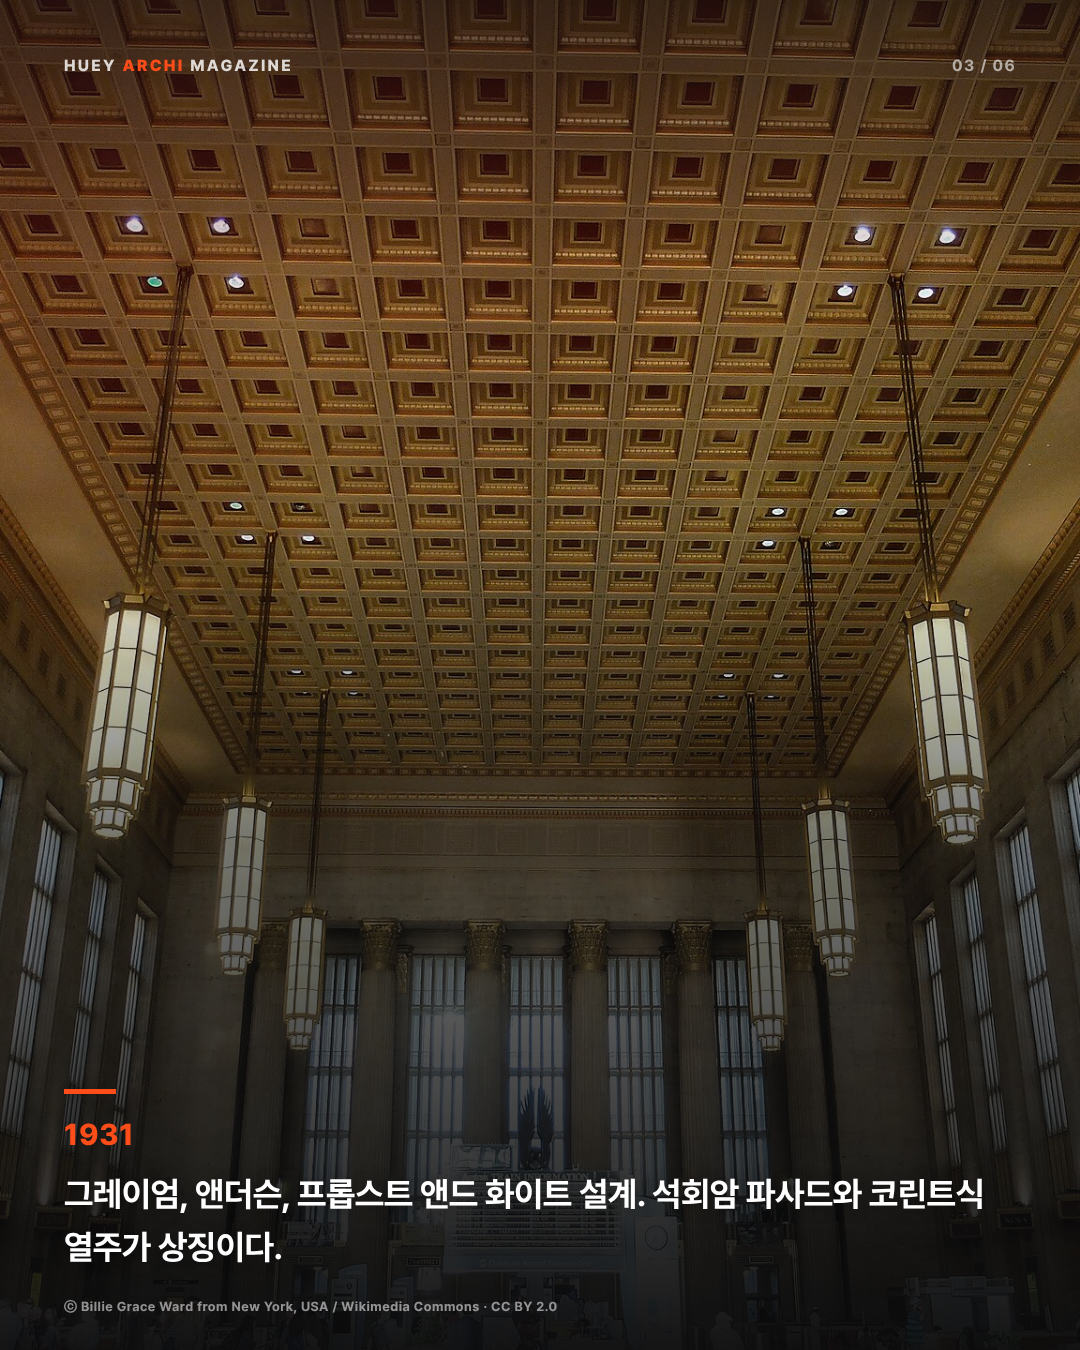 HUEY ARCHI MAGAZINE
03 / 06
1931
그레이엄, 앤더슨, 프롭스트 앤드 화이트 설계. 석회암 파사드와 코린트식
열주가 상징이다.
© Billie Grace Ward from New York, USA / Wikimedia Commons · CC BY 2.0